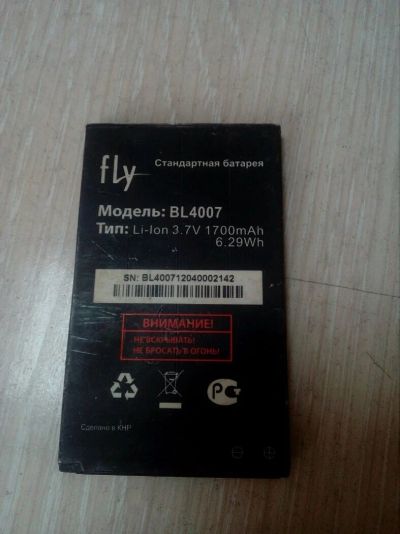 fly Стандартная батарея
Модель: BL4007
Тип: Li-Ion 3.7V 1700mAh
6.29Wh
SN: BL400712040002142
ВНИМАНИЕ!
НЕ ВСКРЫВАТЬ!
НЕ БРОСАТЬ В ОГОНЬ!
Сделано в КНР